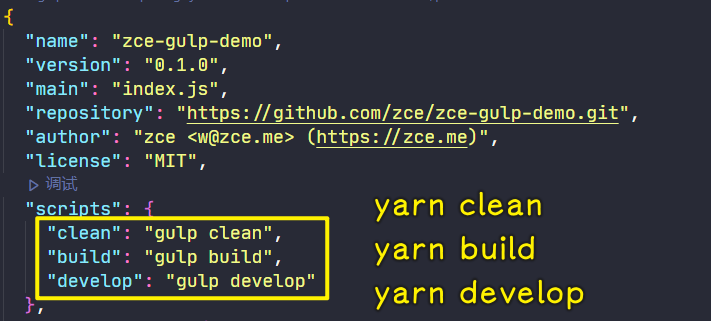 {
"name": "zce-gulp-demo",
"version": "0.1.0",
"main": "index.js",
"repository": "https://github.com/zce/zce-gulp-demo.git",
"author": "zce <w@zce.me> (https://zce.me)",
"license": "MIT",
▷ 调试
"scripts": {
"clean": "gulp clean",
"build": "gulp build",
"develop": "gulp develop"
},
yarn clean
yarn build
yarn develop